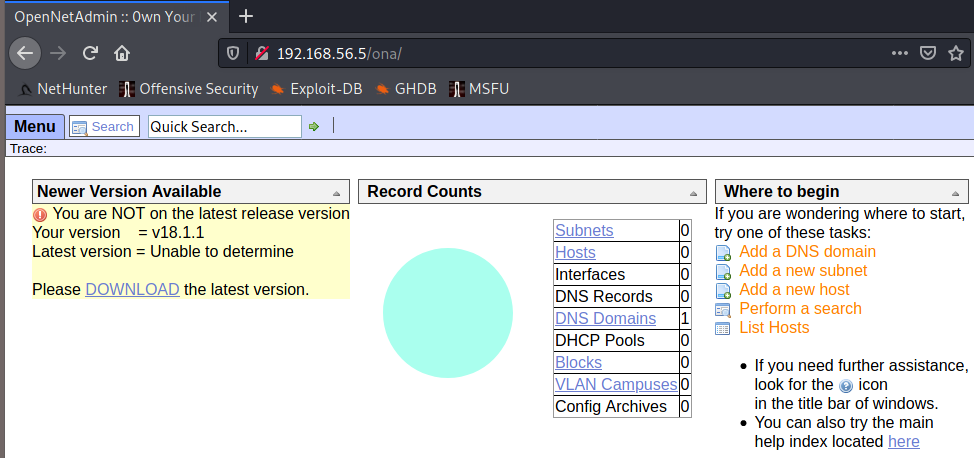 OpenNetAdmin :: 0wn Your
192.168.56.5/ona/
NetHunter Offensive Security Exploit-DB GHDB MSFU
Menu Search Quick Search...
Trace:
Newer Version Available
You are NOT on the latest release version
Your version = v18.1.1
Latest version = Unable to determine
Please DOWNLOAD the latest version.
Record Counts
Subnets 0
Hosts 0
Interfaces 0
DNS Records 0
DNS Domains 1
DHCP Pools 0
Blocks 0
VLAN Campuses 0
Config Archives 0
Where to begin
If you are wondering where to start,
try one of these tasks:
Add a DNS domain
Add a new subnet
Add a new host
Perform a search
List Hosts
• If you need further assistance,
look for the icon
in the title bar of windows.
• You can also try the main
help index located here